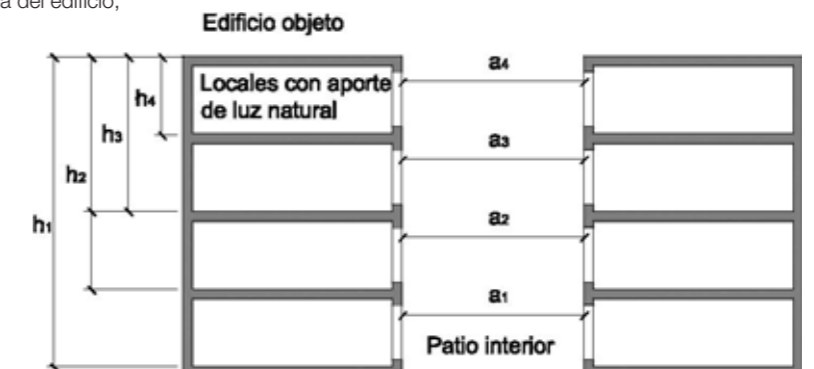 a del edificio,
Edificio objeto
Locales con aporte
de luz natural
h4
h3
h2
h1
a4
a3
a2
a1
Patio interior